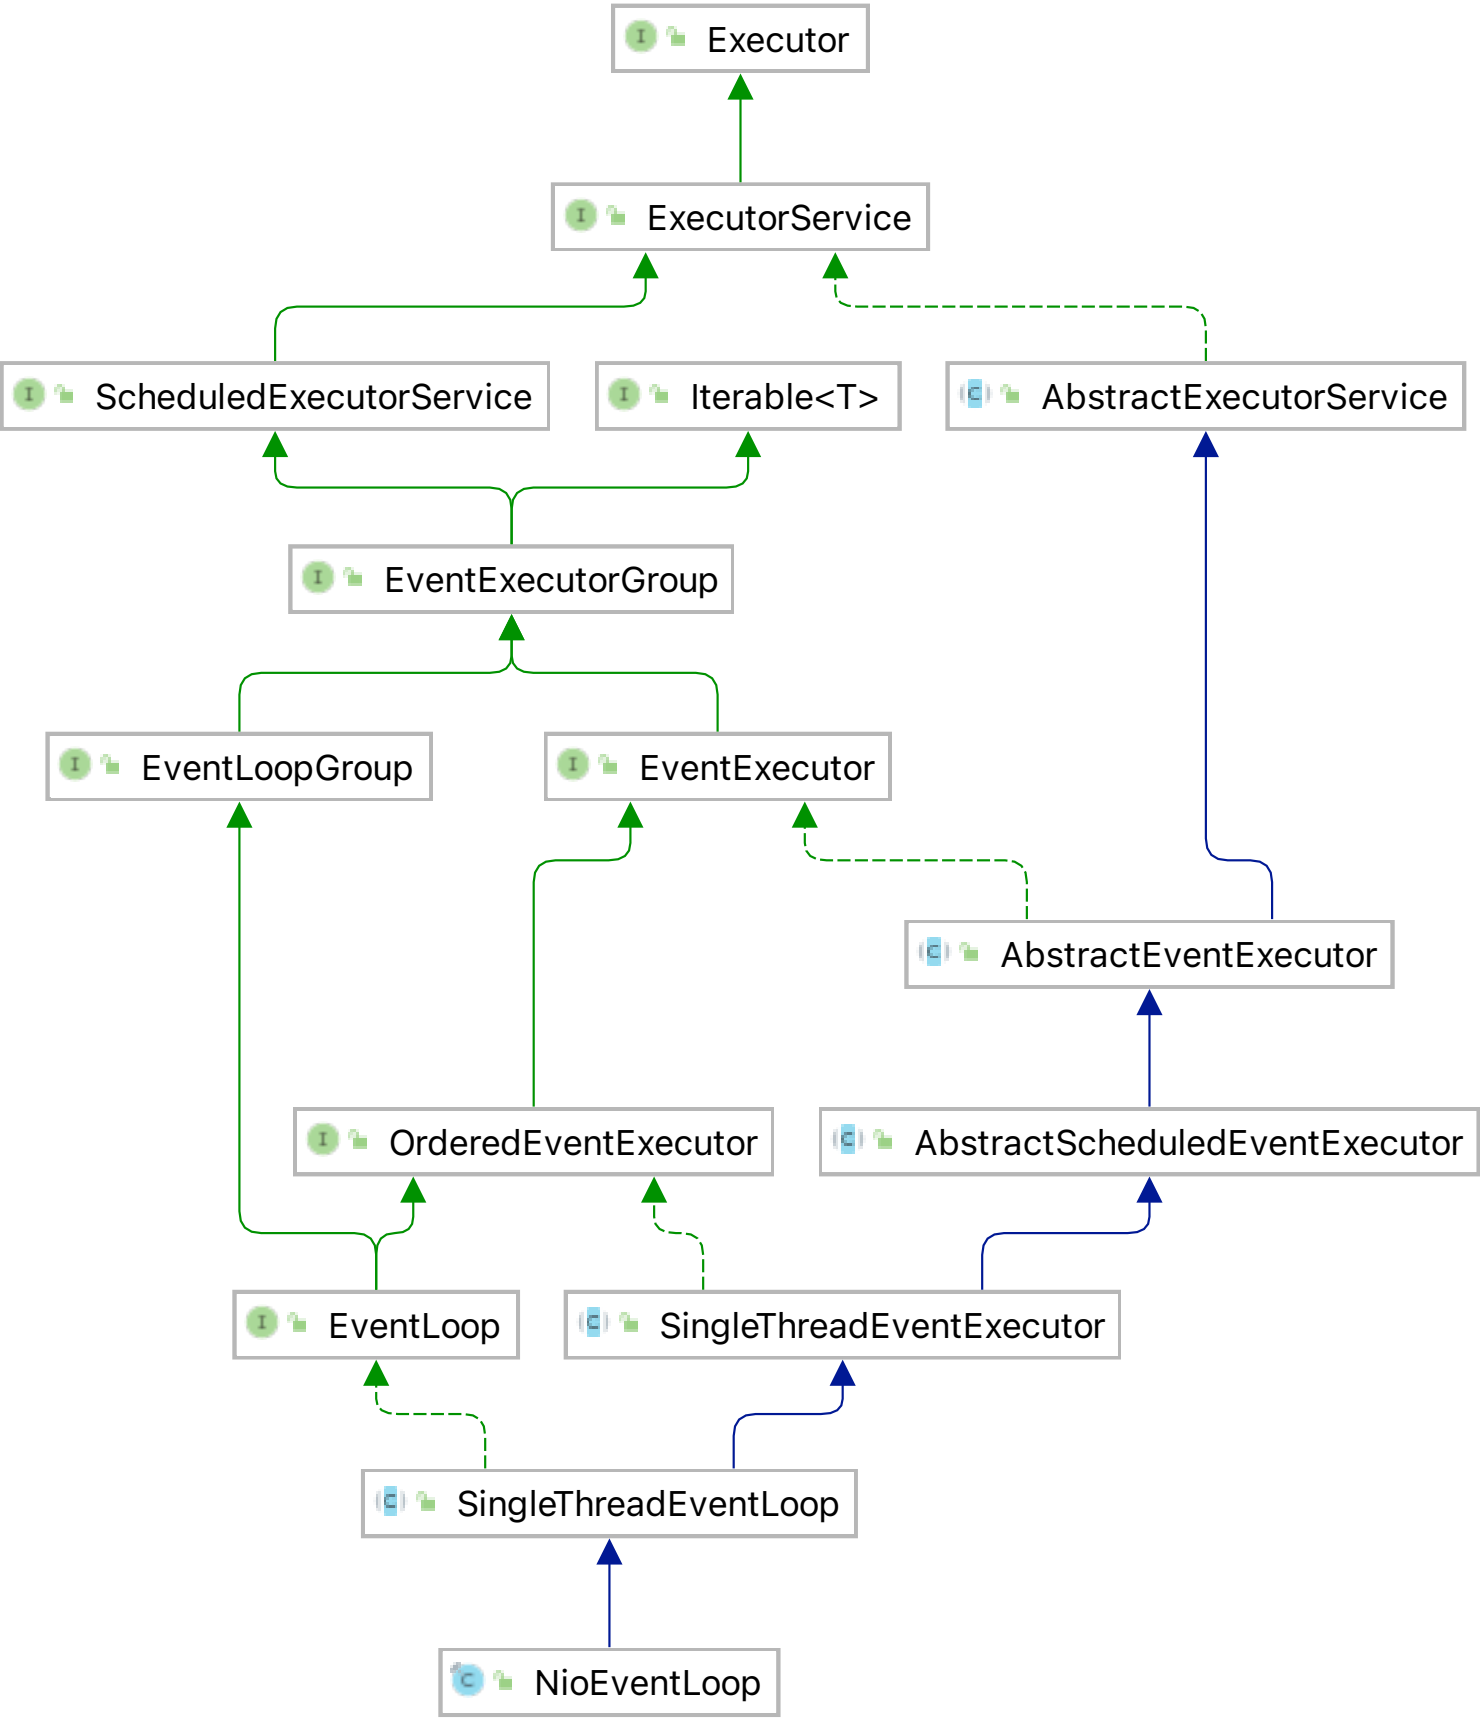 Executor
ExecutorService
ScheduledExecutorService
Iterable<T>
AbstractExecutorService
EventExecutorGroup
EventLoopGroup
EventExecutor
AbstractEventExecutor
OrderedEventExecutor
AbstractScheduledEventExecutor
EventLoop
SingleThreadEventExecutor
SingleThreadEventLoop
NioEventLoop